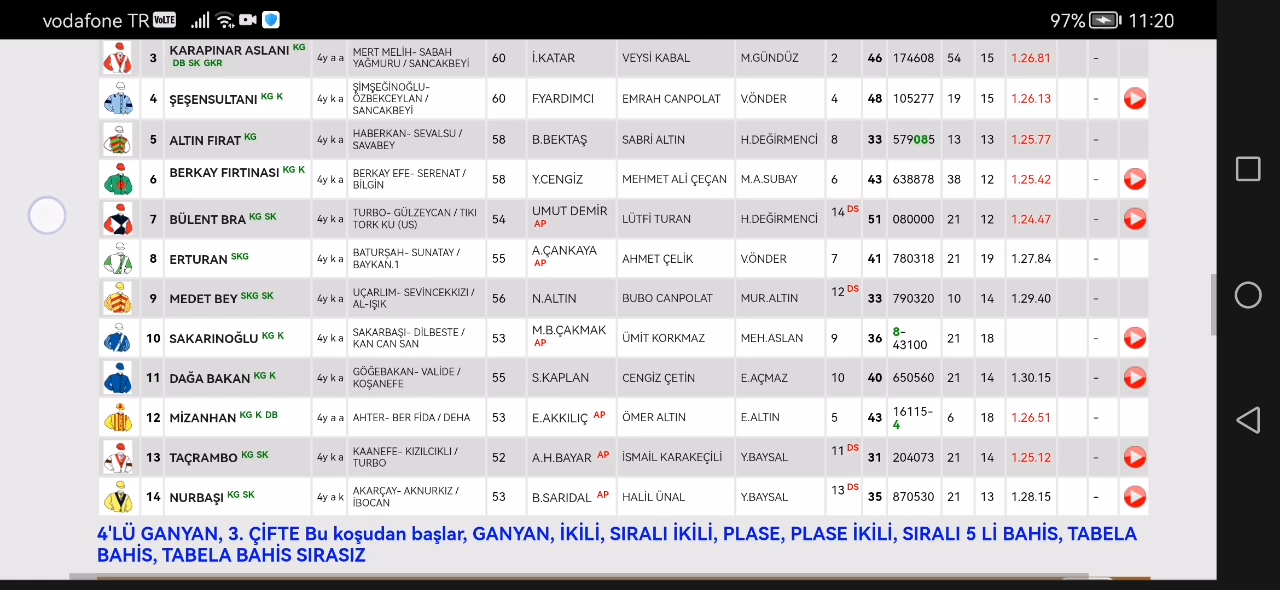 vodafone TR VoLTE 97% 11:20
3 KARAPINAR ASLANI KG DB SK GKR 4y a a MERT MELİH- SABAH YAĞMURU / SANCAKBEYİ 60 İ.KATAR VEYSİ KABAL M.GÜNDÜZ 2 46 174608 54 15 1.26.81 -
4 ŞEŞENSULTANI KG K 4y k a ŞİMŞEĞİNOĞLU- ÖZBEKCEYLAN / SANCAKBEYİ 60 F.YARDIMCI EMRAH CANPOLAT V.ÖNDER 4 48 105277 19 15 1.26.13 -
5 ALTIN FIRAT KG 4y k a HABERKAN- SEVALSU / SAVABEY 58 B.BEKTAŞ SABRİ ALTIN H.DEĞİRMENCİ 8 33 579085 13 13 1.25.77 -
6 BERKAY FIRTINASI KG K 4y k a BERKAY EFE- SERENAT / BİLGİN 58 Y.CENGİZ MEHMET ALİ ÇEÇAN M.A.SUBAY 6 43 638878 38 12 1.25.42 -
7 BÜLENT BRA KG SK 4y k a TURBO- GÜLZEYCAN / TIKI TORK KU (US) 54 UMUT DEMİR AP LÜTFİ TURAN H.DEĞİRMENCİ 14 DS 51 080000 21 12 1.24.47 -
8 ERTURAN SKG 4y k a BATURŞAH- SUNATAY / BAYKAN.1 55 A.ÇANKAYA AP AHMET ÇELİK V.ÖNDER 7 41 780318 21 19 1.27.84 -
9 MEDET BEY SKG SK 4y k a UÇARLIM- SEVİNCEKKIZI / AL-IŞIK 56 N.ALTIN BUBO CANPOLAT MUR.ALTIN 12 DS 33 790320 10 14 1.29.40 -
10 SAKARINOĞLU KG K 4y k a SAKARBAŞI- DİLBESTE / KAN CAN SAN 53 M.B.ÇAKMAK AP ÜMİT KORKMAZ MEH.ASLAN 9 36 8-43100 21 18 -
11 DAĞA BAKAN KG K 4y k a GÖĞEBAKAN- VALİDE / KOŞANEFE 55 S.KAPLAN CENGİZ ÇETİN E.AÇMAZ 10 40 650560 21 14 1.30.15 -
12 MİZANHAN KG K DB 4y a a AHTER- BER FİDA / DEHA 53 E.AKKILIÇ AP ÖMER ALTIN E.ALTIN 5 43 16115-4 6 18 1.26.51 -
13 TAÇRAMBO KG SK 4y k a KAANEFE- KIZILCIKLI / TURBO 52 A.H.BAYAR AP İSMAİL KARAKEÇİLİ Y.BAYSAL 11 DS 31 204073 21 14 1.25.12 -
14 NURBAŞI KG SK 4y a k AKARÇAY- AKNURKIZ / İBOCAN 53 B.SARIDAL AP HALİL ÜNAL Y.BAYSAL 13 DS 35 870530 21 13 1.28.15 -
4'LÜ GANYAN, 3. ÇİFTE Bu koşudan başlar, GANYAN, İKİLİ, SIRALI İKİLİ, PLASE, PLASE İKİLİ, SIRALI 5 Lİ BAHİS, TABELA
BAHİS, TABELA BAHİS SIRASIZ